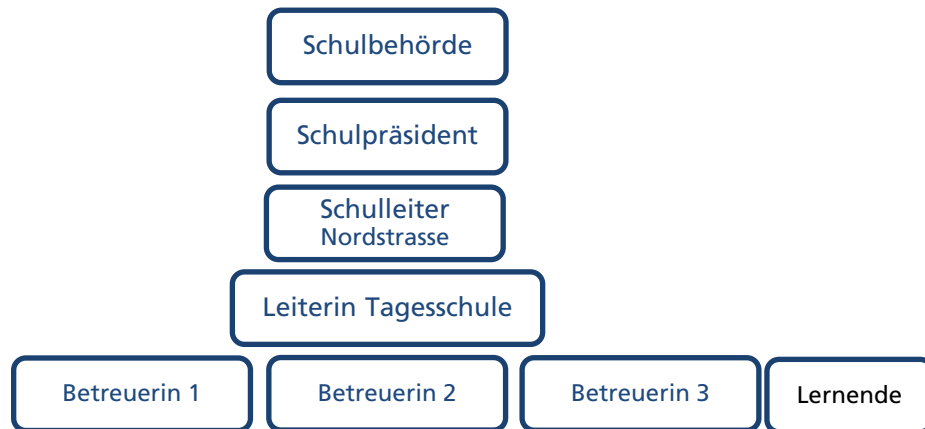 Schulbehörde
Schulpräsident
Schulleiter
Nordstrasse
Leiterin Tagesschule
Betreuerin 1
Betreuerin 2
Betreuerin 3
Lernende